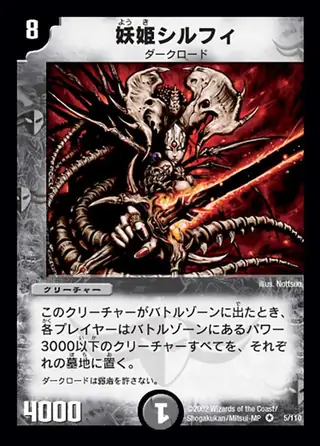 8
ようき
妖姫シルフィ
ダークロード
illus. Nottsuo
クリーチャー
このクリーチャーがバトルゾーンに出たとき、
各プレイヤーはバトルゾーンにあるパワー
3000以下のクリーチャーすべてを、それぞ
れの墓地に置く。
ダークロードは弱者を許さない。
4000
1
©2002 Wizards of the Coast/
Shogakukan/Mitsui-MP
5/110